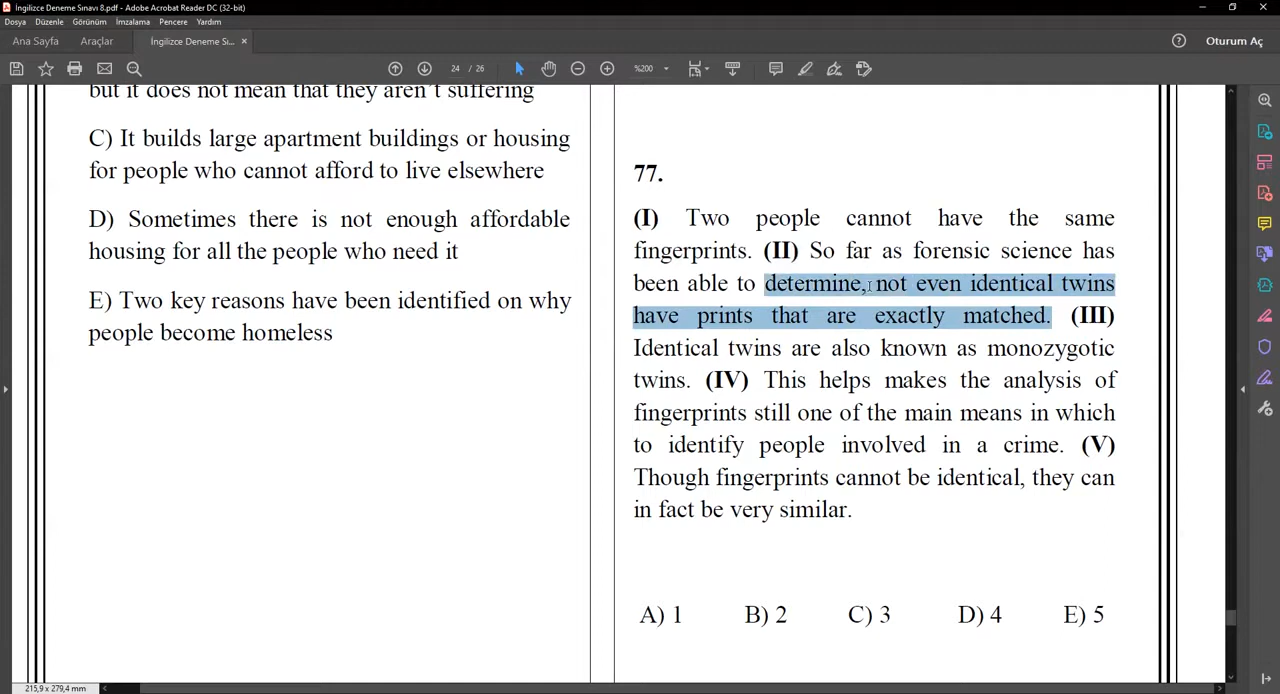 İngilizce Deneme Sınavı 8.pdf - Adobe Acrobat Reader DC (32-bit)
Dosya Düzenle Görünüm İmzalama Pencere Yardım
Ana Sayfa Araçlar İngilizce Deneme Sı... × Oturum Aç
24 / 26 %200
but it does not mean that they aren't suffering
C) It builds large apartment buildings or housing
for people who cannot afford to live elsewhere
D) Sometimes there is not enough affordable
housing for all the people who need it
E) Two key reasons have been identified on why
people become homeless
77.
(I) Two people cannot have the same
fingerprints. (II) So far as forensic science has
been able to determine, not even identical twins
have prints that are exactly matched. (III)
Identical twins are also known as monozygotic
twins. (IV) This helps makes the analysis of
fingerprints still one of the main means in which
to identify people involved in a crime. (V)
Though fingerprints cannot be identical, they can
in fact be very similar.
A) 1 B) 2 C) 3 D) 4 E) 5
215,9 x 279,4 mm